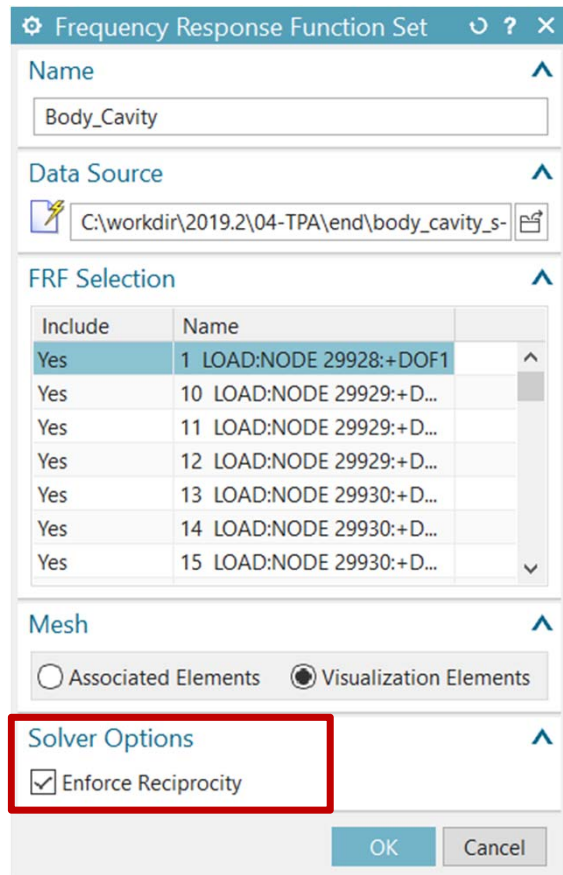 Frequency Response Function Set ?
Name
Body_Cavity
Data Source
C:\workdir\2019.2\04-TPA\end\body_cavity_s-
FRF Selection
Include Name
Yes 1 LOAD:NODE 29928:+DOF1
Yes 10 LOAD:NODE 29929:+D...
Yes 11 LOAD:NODE 29929:+D...
Yes 12 LOAD:NODE 29929:+D...
Yes 13 LOAD:NODE 29930:+D...
Yes 14 LOAD:NODE 29930:+D...
Yes 15 LOAD:NODE 29930:+D...
Mesh
Associated Elements Visualization Elements
Solver Options
Enforce Reciprocity
OK Cancel